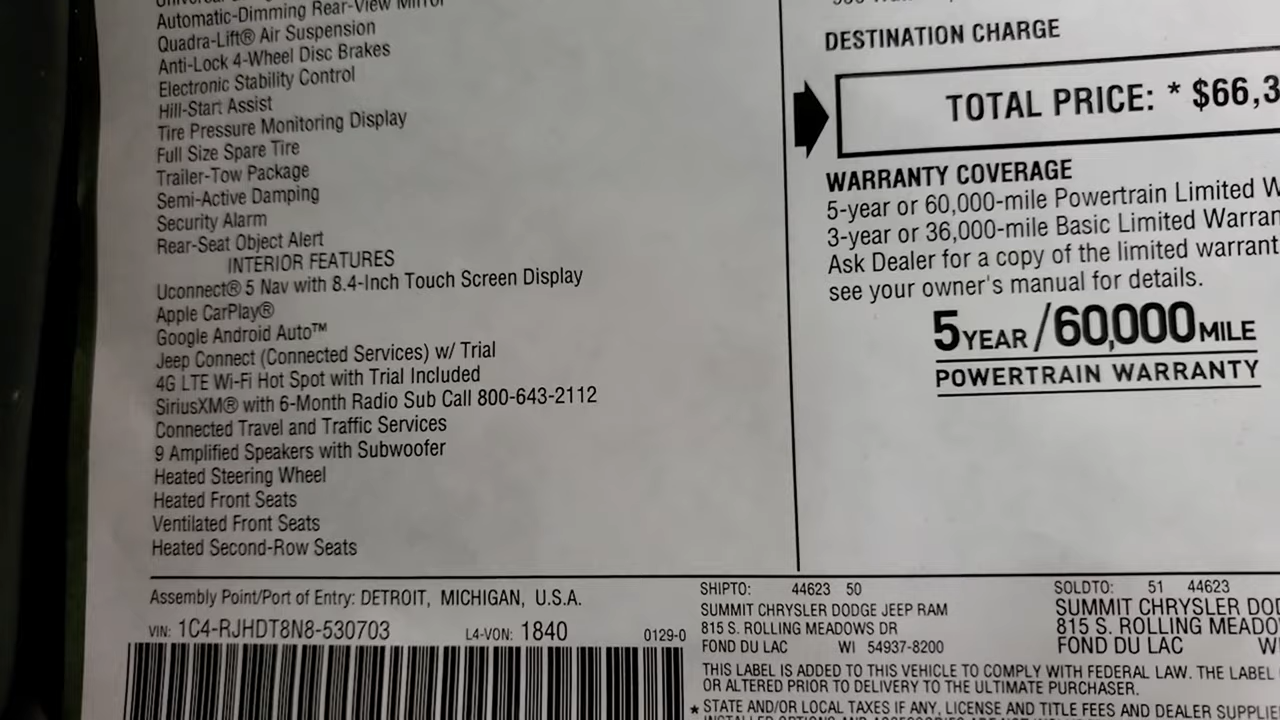 Automatic-Dimming Rear-View Mirror
Quadra-Lift® Air Suspension
Anti-Lock 4-Wheel Disc Brakes
Electronic Stability Control
Hill-Start Assist
Tire Pressure Monitoring Display
Full Size Spare Tire
Trailer-Tow Package
Semi-Active Damping
Security Alarm
Rear-Seat Object Alert
INTERIOR FEATURES
Uconnect® 5 Nav with 8.4-Inch Touch Screen Display
Apple CarPlay®
Google Android Auto™
Jeep Connect (Connected Services) w/ Trial
4G LTE Wi-Fi Hot Spot with Trial Included
SiriusXM® with 6-Month Radio Sub Call 800-643-2112
Connected Travel and Traffic Services
9 Amplified Speakers with Subwoofer
Heated Steering Wheel
Heated Front Seats
Ventilated Front Seats
Heated Second-Row Seats
DESTINATION CHARGE
TOTAL PRICE: * $66,3
WARRANTY COVERAGE
5-year or 60,000-mile Powertrain Limited W
3-year or 36,000-mile Basic Limited Warran
Ask Dealer for a copy of the limited warrant
see your owner's manual for details.
5 YEAR / 60,000 MILE
POWERTRAIN WARRANTY
Assembly Point/Port of Entry: DETROIT, MICHIGAN, U.S.A.
VIN: 1C4-RJHDT8N8-530703 L4-VON: 1840 0129-0
SHIPTO: 44623 50
SUMMIT CHRYSLER DODGE JEEP RAM
815 S. ROLLING MEADOWS DR
FOND DU LAC WI 54937-8200
SOLDTO: 51 44623
SUMMIT CHRYSLER DOD
815 S. ROLLING MEADO
FOND DU LAC W
THIS LABEL IS ADDED TO THIS VEHICLE TO COMPLY WITH FEDERAL LAW. THE LABEL
OR ALTERED PRIOR TO DELIVERY TO THE ULTIMATE PURCHASER.
* STATE AND/OR LOCAL TAXES IF ANY, LICENSE AND TITLE FEES AND DEALER SUPPLIE